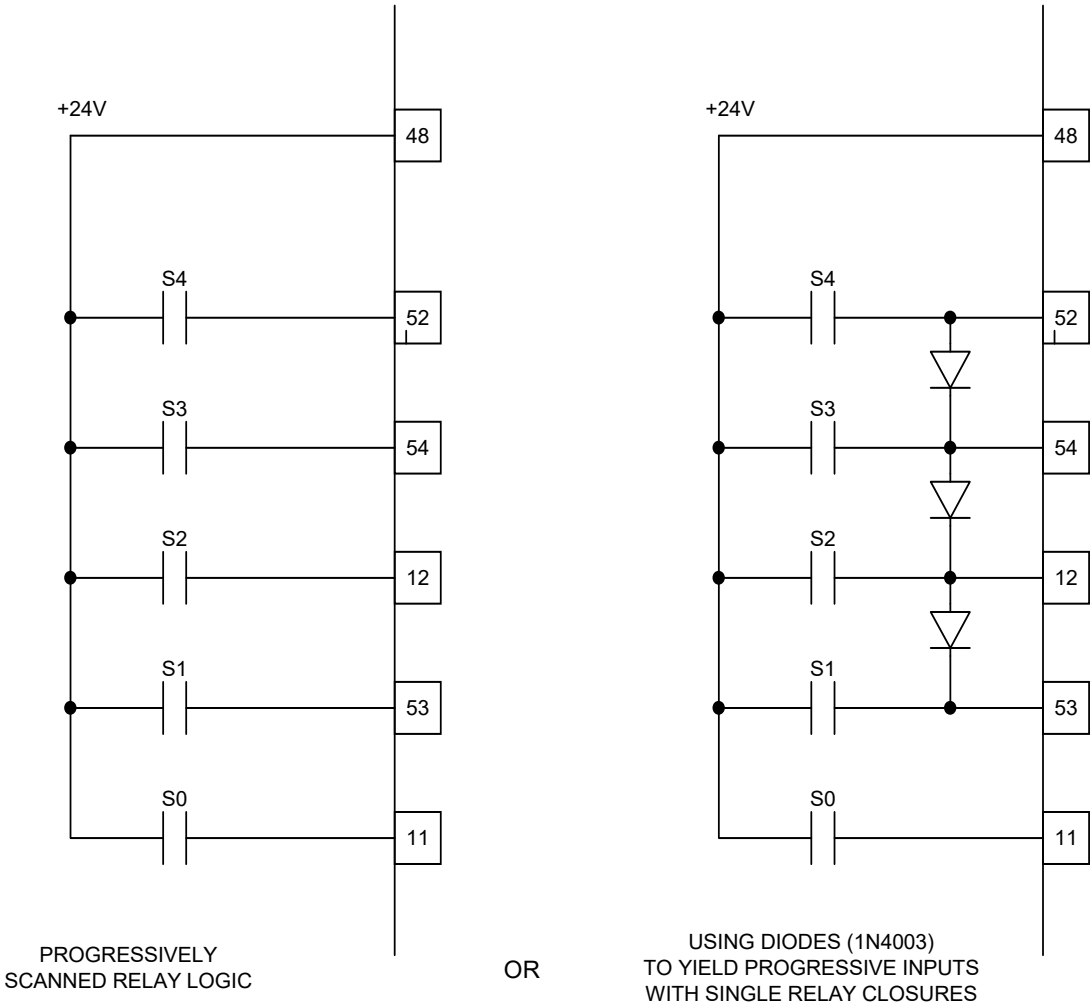 +24V
48
S4
52
S3
54
S2
12
S1
53
S0
11
PROGRESSIVELY
SCANNED RELAY LOGIC
OR
+24V
48
S4
52
S3
54
S2
12
S1
53
S0
11
USING DIODES (1N4003)
TO YIELD PROGRESSIVE INPUTS
WITH SINGLE RELAY CLOSURES